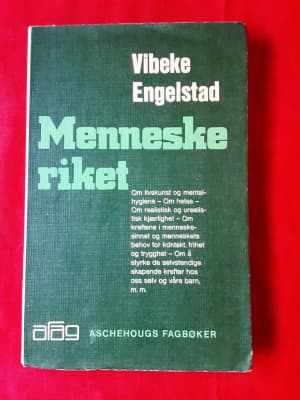 Vibeke
Engelstad
Menneske
riket
Om livskunst og mental-
hygiene – Om helse –
Om realistisk og urealis-
tisk kjærlighet – Om
kreftene i menneske-
sinnet og menneskets
behov for kontakt, frihet
og trygghet – Om å
styrke de selvstendige
skapende krefter hos
oss selv og våre barn,
m. m.
afag ASCHEHOUGS FAGBØKER